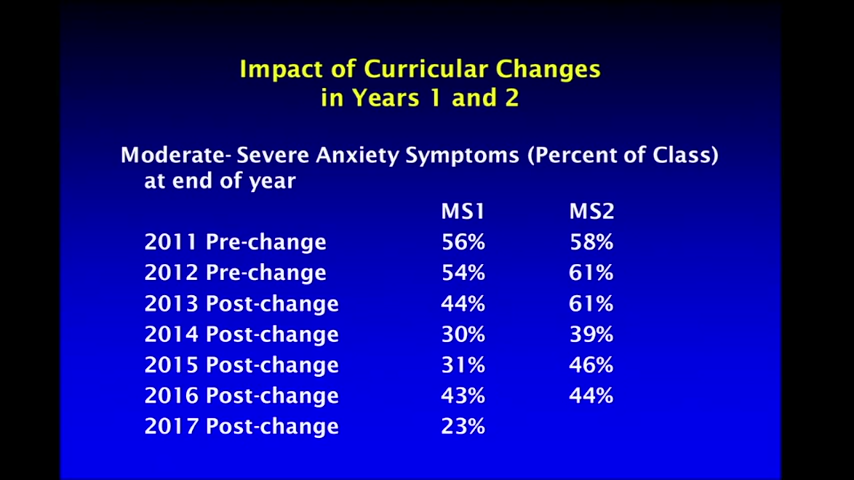 Impact of Curricular Changes
in Years 1 and 2
Moderate- Severe Anxiety Symptoms (Percent of Class)
at end of year
MS1 MS2
2011 Pre-change 56% 58%
2012 Pre-change 54% 61%
2013 Post-change 44% 61%
2014 Post-change 30% 39%
2015 Post-change 31% 46%
2016 Post-change 43% 44%
2017 Post-change 23%